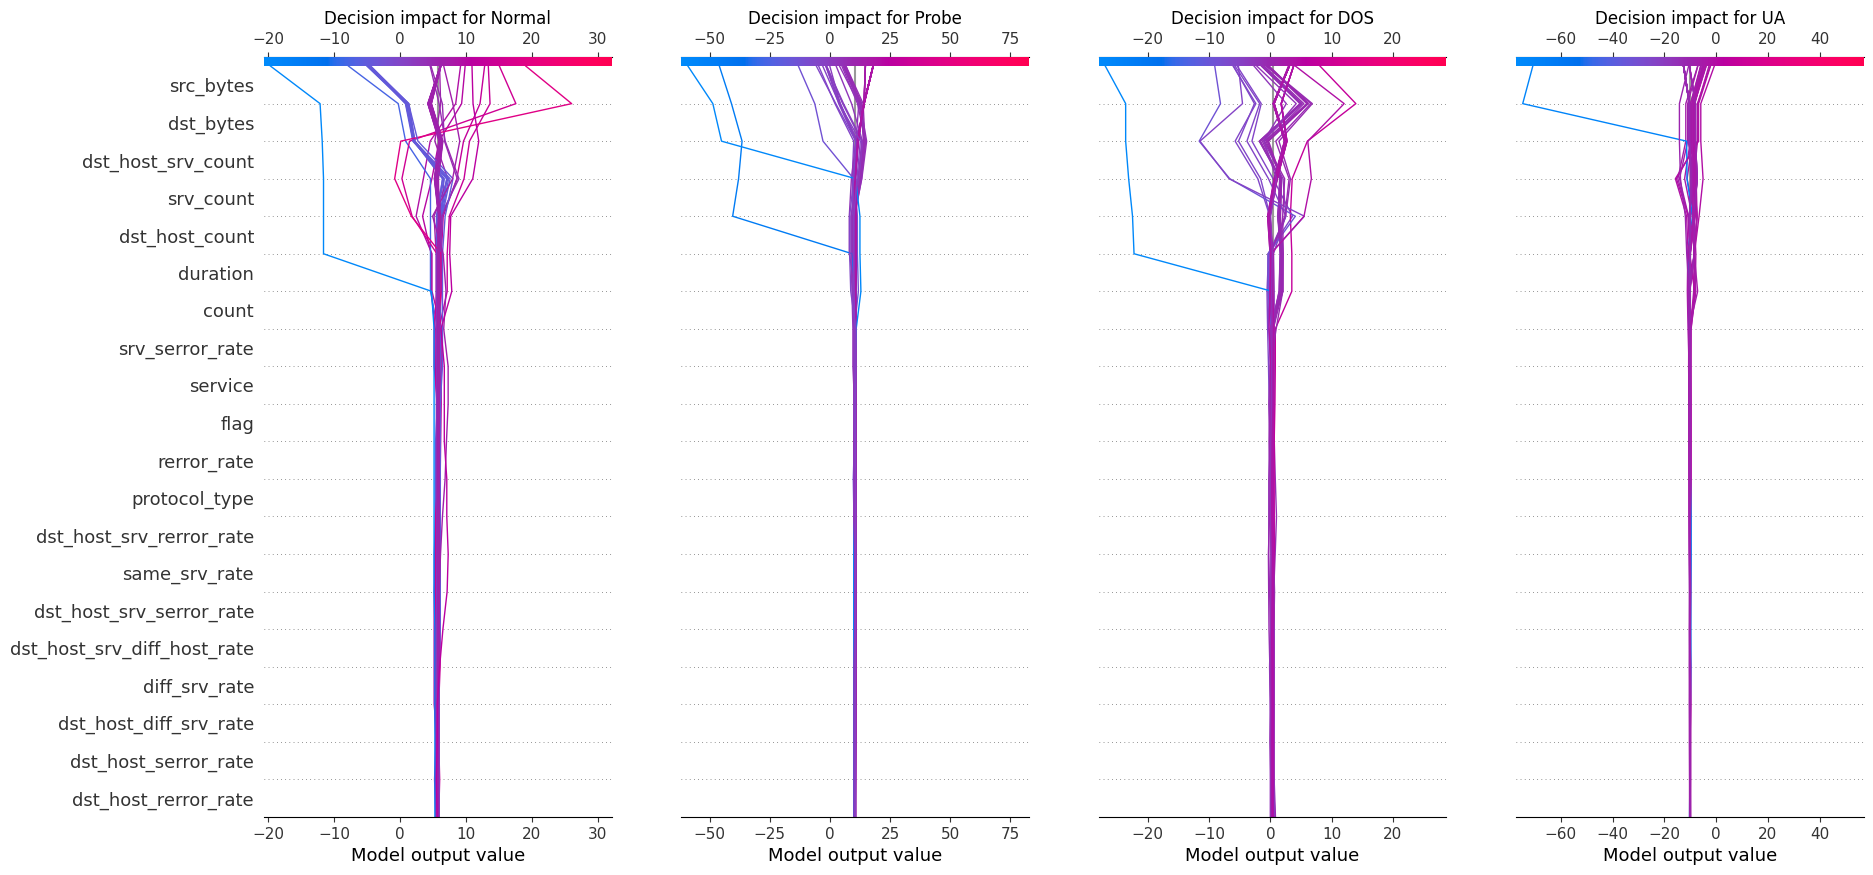 Decision impact for Normal
Decision impact for Probe
Decision impact for DOS
Decision impact for UA
−20 −10 0 10 20 30
−50 −25 0 25 50 75
−20 −10 0 10 20
−60 −40 −20 0 20 40
src_bytes
dst_bytes
dst_host_srv_count
srv_count
dst_host_count
duration
count
srv_serror_rate
service
flag
rerror_rate
protocol_type
dst_host_srv_rerror_rate
same_srv_rate
dst_host_srv_serror_rate
dst_host_srv_diff_host_rate
diff_srv_rate
dst_host_diff_srv_rate
dst_host_serror_rate
dst_host_rerror_rate
−20 −10 0 10 20 30
−50 −25 0 25 50 75
−20 −10 0 10 20
−60 −40 −20 0 20 40
Model output value
Model output value
Model output value
Model output value